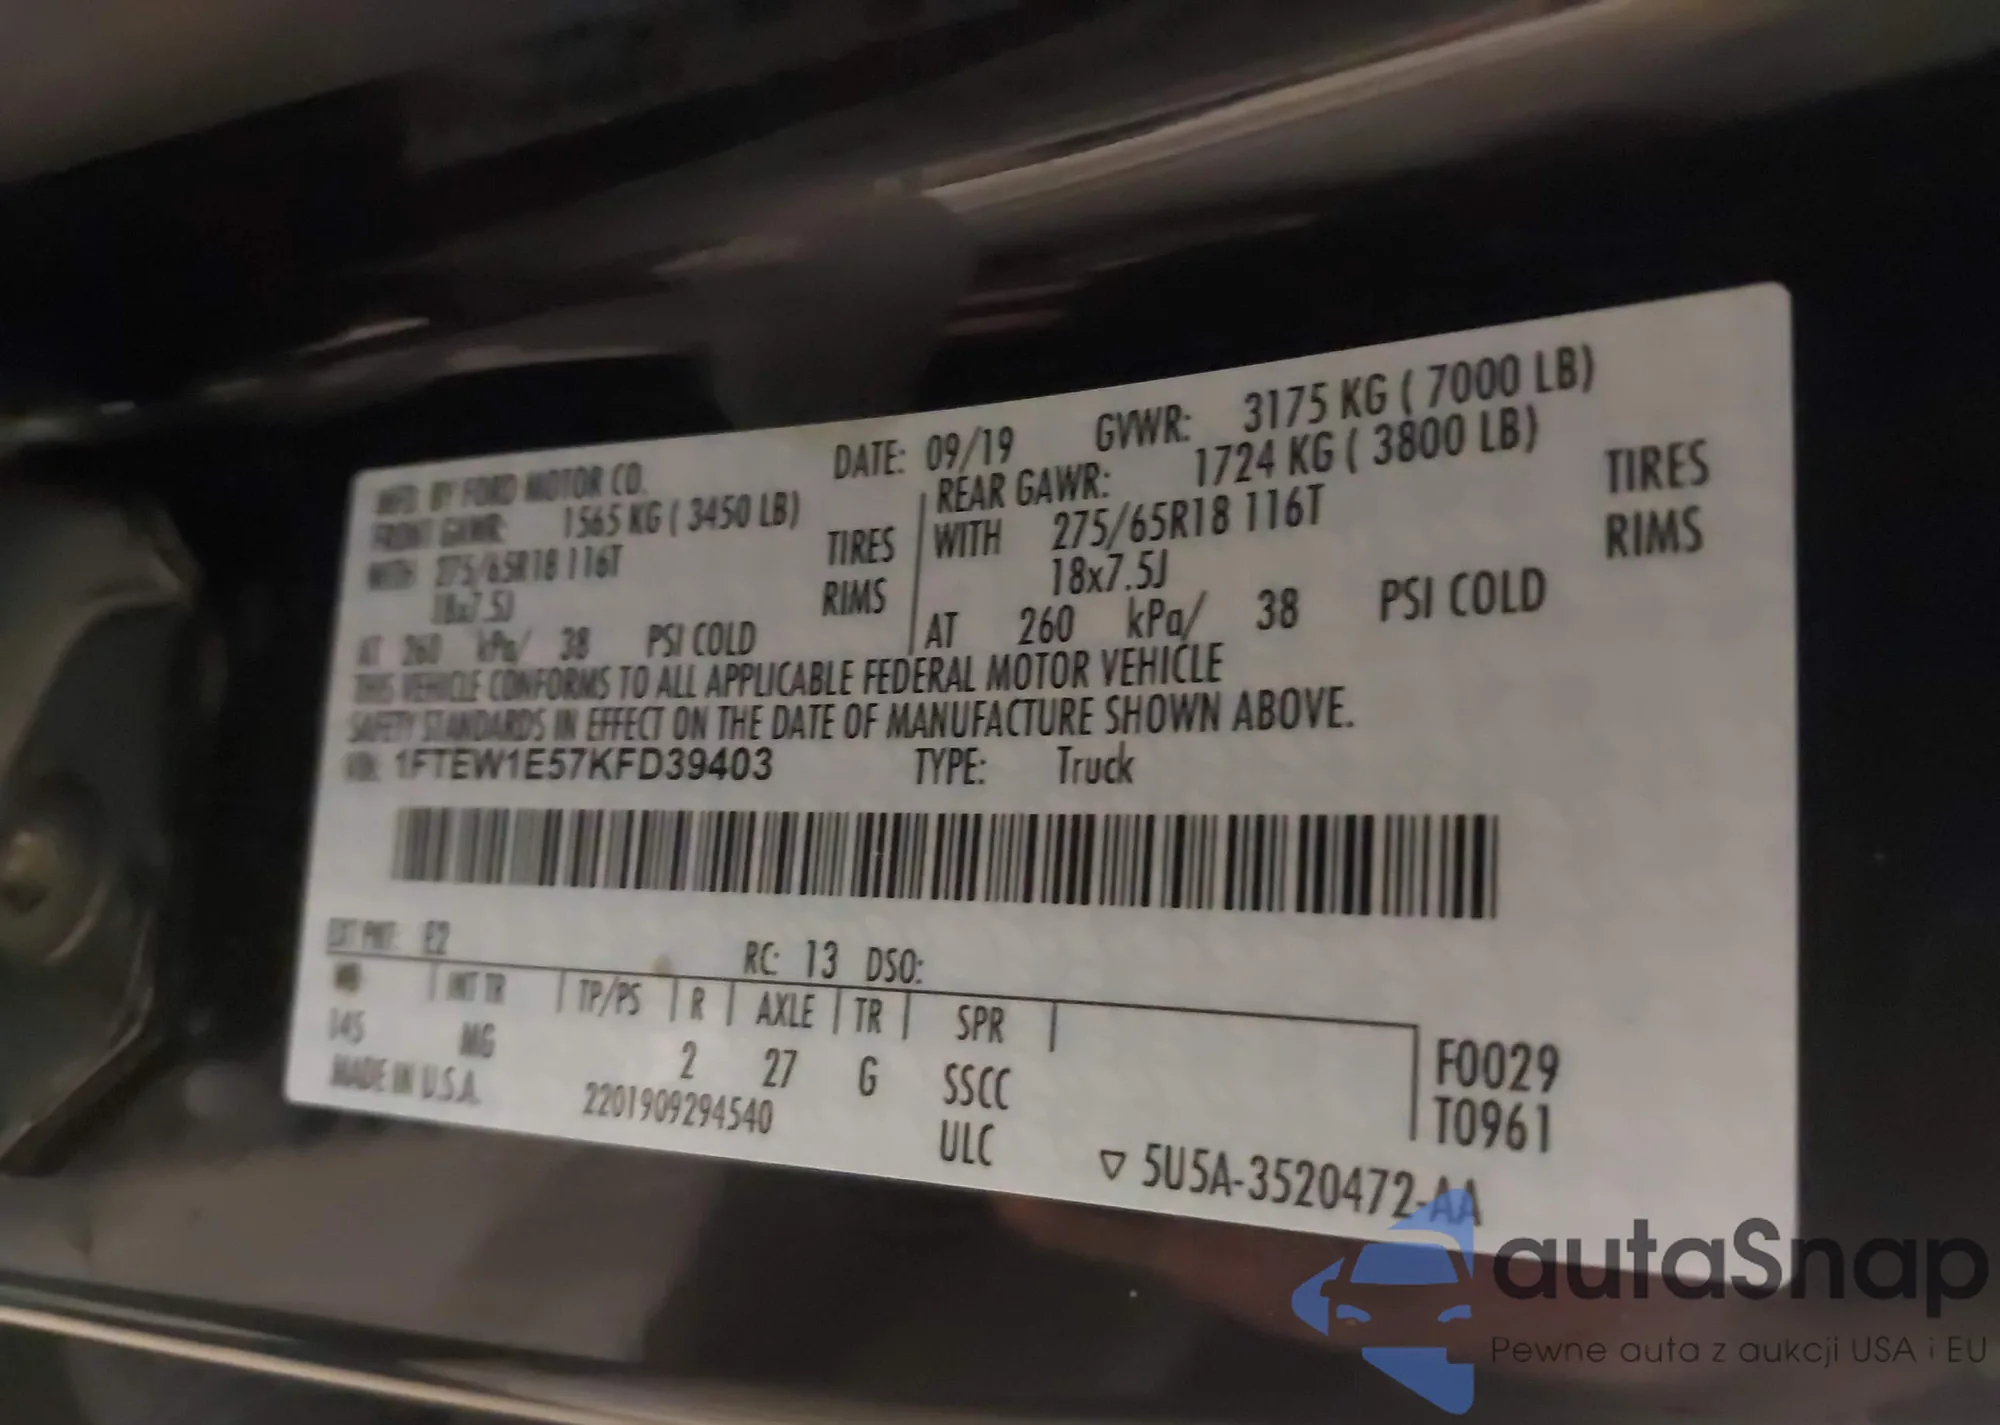 MFD. BY FORD MOTOR CO. DATE: 09/19 GVWR: 3175 KG ( 7000 LB)
FRONT GAWR: 1565 KG ( 3450 LB) REAR GAWR: 1724 KG ( 3800 LB)
WITH 275/65R18 116T TIRES WITH 275/65R18 116T TIRES
18x7.5J RIMS 18x7.5J RIMS
AT 260 kPa/ 38 PSI COLD AT 260 kPa/ 38 PSI COLD
THIS VEHICLE CONFORMS TO ALL APPLICABLE FEDERAL MOTOR VEHICLE
SAFETY STANDARDS IN EFFECT ON THE DATE OF MANUFACTURE SHOWN ABOVE.
VIN: 1FTEW1E57KFD39403 TYPE: Truck
EXT PNT: E2 RC: 13 DSO:
WB INT TR TP/PS R AXLE TR SPR
145 MG 2 27 G SSCC F0029
MADE IN U.S.A. 2201909294540 ULC T0961
▽ 5U5A-3520472-AA
autaSnap
Pewne auta z aukcji USA i EU